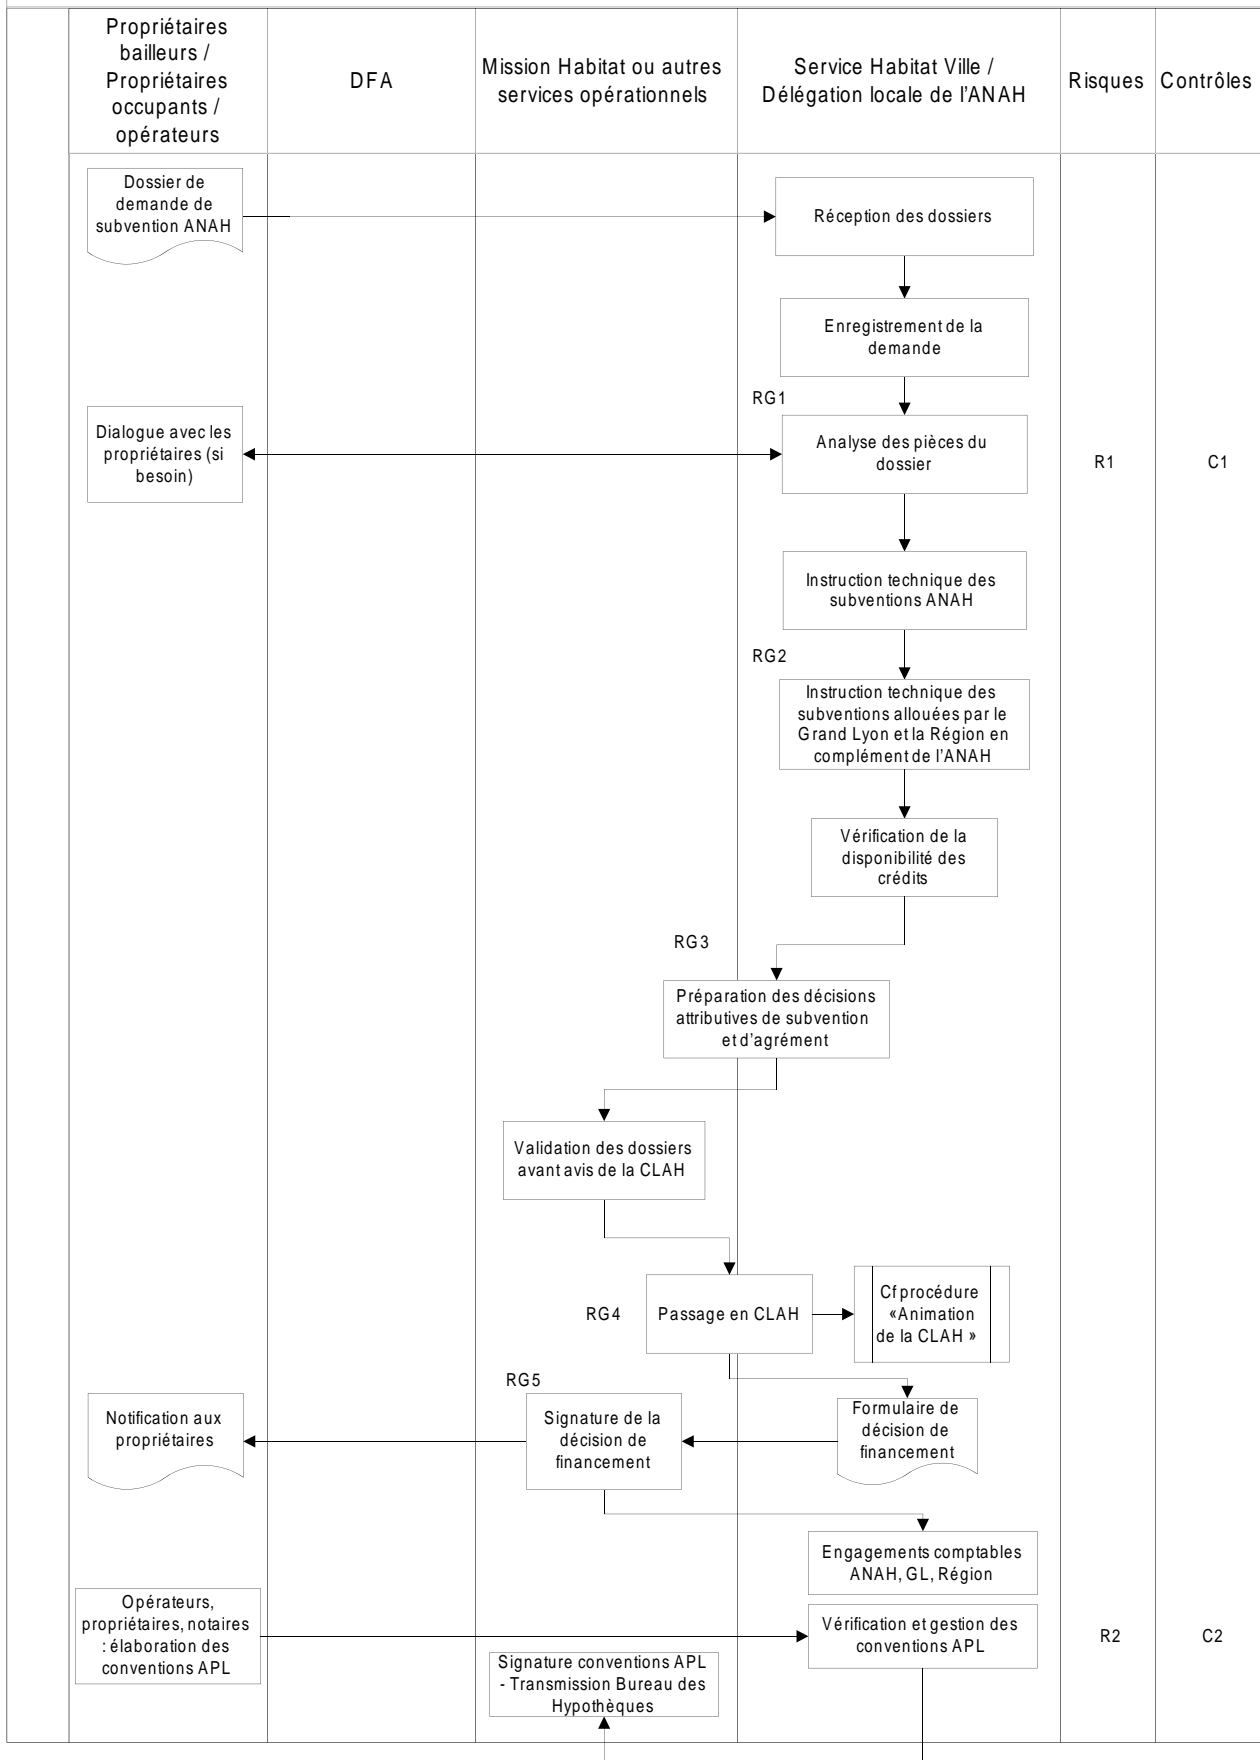 Propriétaires
bailleurs /
Propriétaires
occupants /
opérateurs
DFA
Mission Habitat ou autres
services opérationnels
Service Habitat Ville /
Délégation locale de l'ANAH
Risques
Contrôles
Dossier de
demande de
subvention ANAH
Réception des dossiers
Enregistrement de la
demande
RG1
Dialogue avec les
propriétaires (si
besoin)
Analyse des pièces du
dossier
R1
C1
Instruction technique des
subventions ANAH
RG2
Instruction technique des
subventions allouées par le
Grand Lyon et la Région en
complément de l'ANAH
Vérification de la
disponibilité des
crédits
RG3
Préparation des décisions
attributives de subvention
et d'agrément
Validation des dossiers
avant avis de la CLAH
RG4
Passage en CLAH
Cf procédure
«Animation
de la CLAH »
RG5
Notification aux
propriétaires
Signature de la
décision de
financement
Formulaire de
décision de
financement
Engagements comptables
ANAH, GL, Région
Opérateurs,
propriétaires, notaires
: élaboration des
conventions APL
Vérification et gestion des
conventions APL
R2
C2
Signature conventions APL
- Transmission Bureau des
Hypothèques